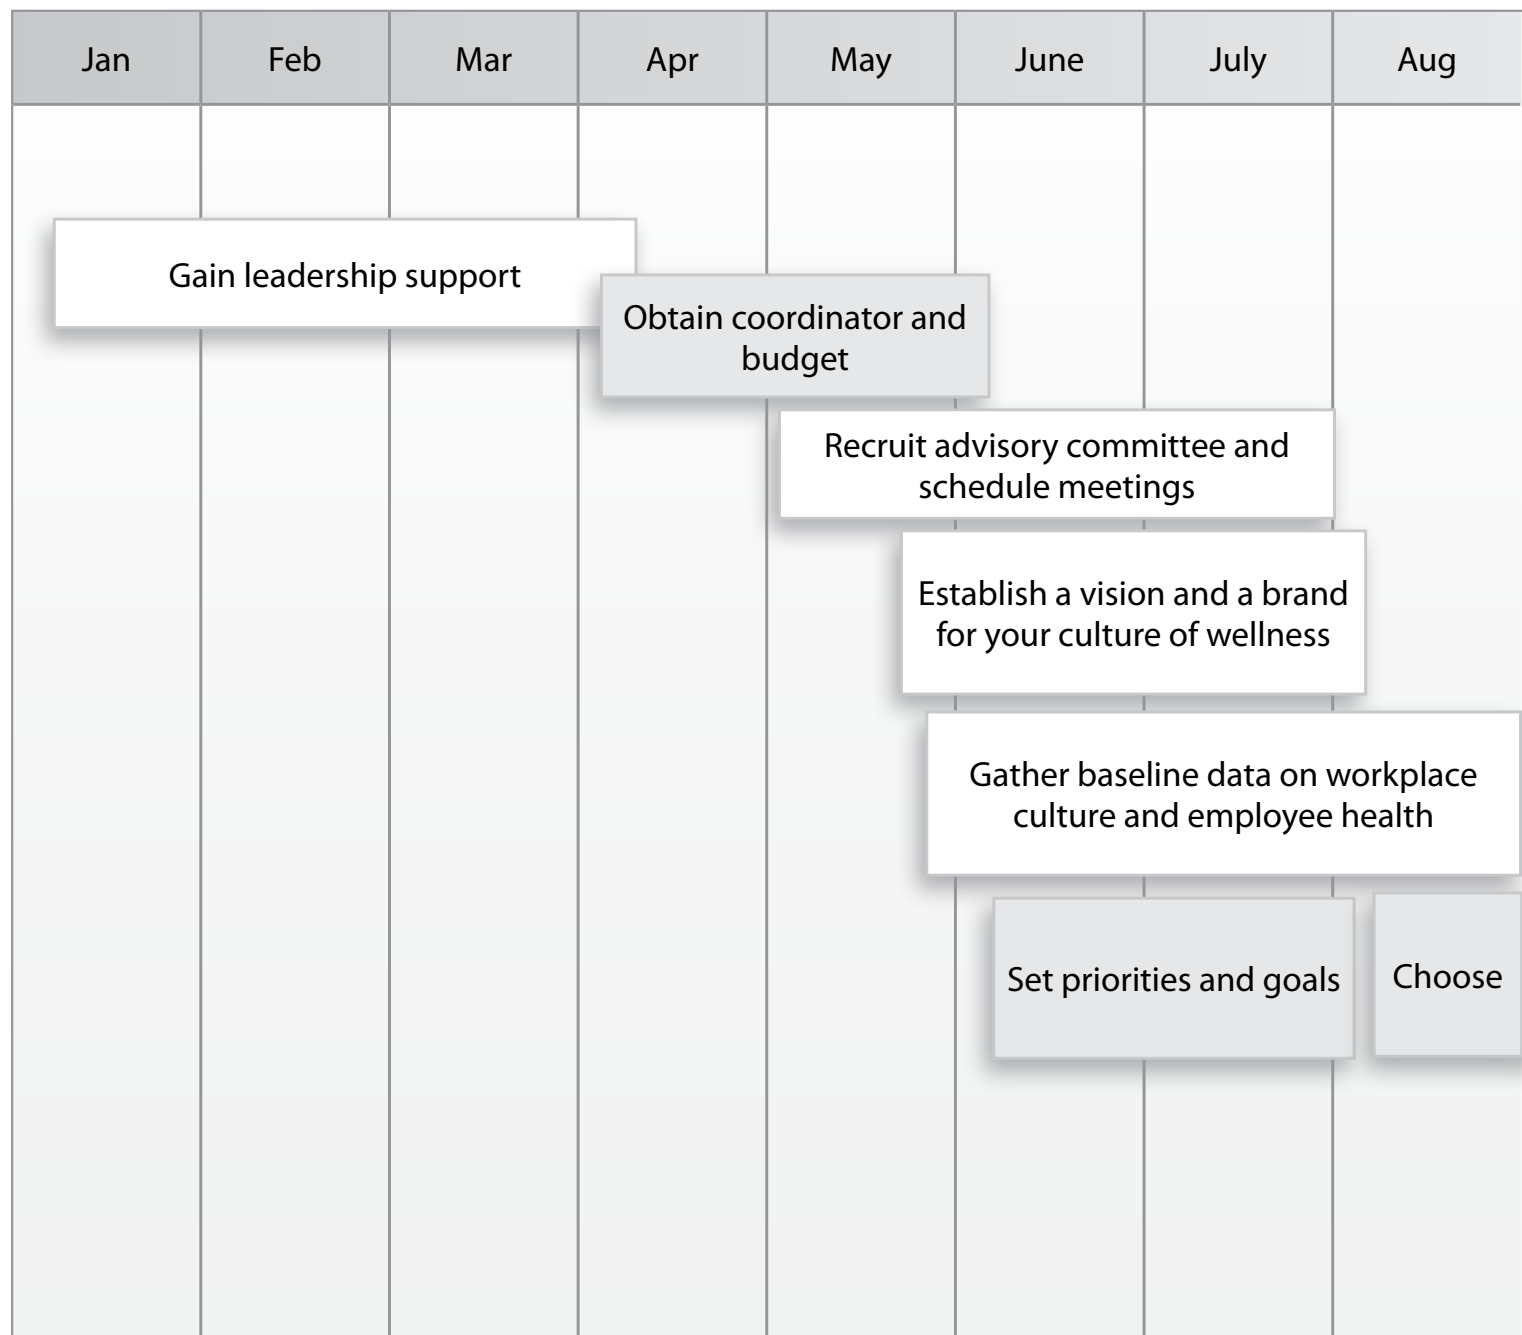 Jan Feb Mar Apr May June July Aug
Gain leadership support
Obtain coordinator and
budget
Recruit advisory committee and
schedule meetings
Establish a vision and a brand
for your culture of wellness
Gather baseline data on workplace
culture and employee health
Set priorities and goals
Choose